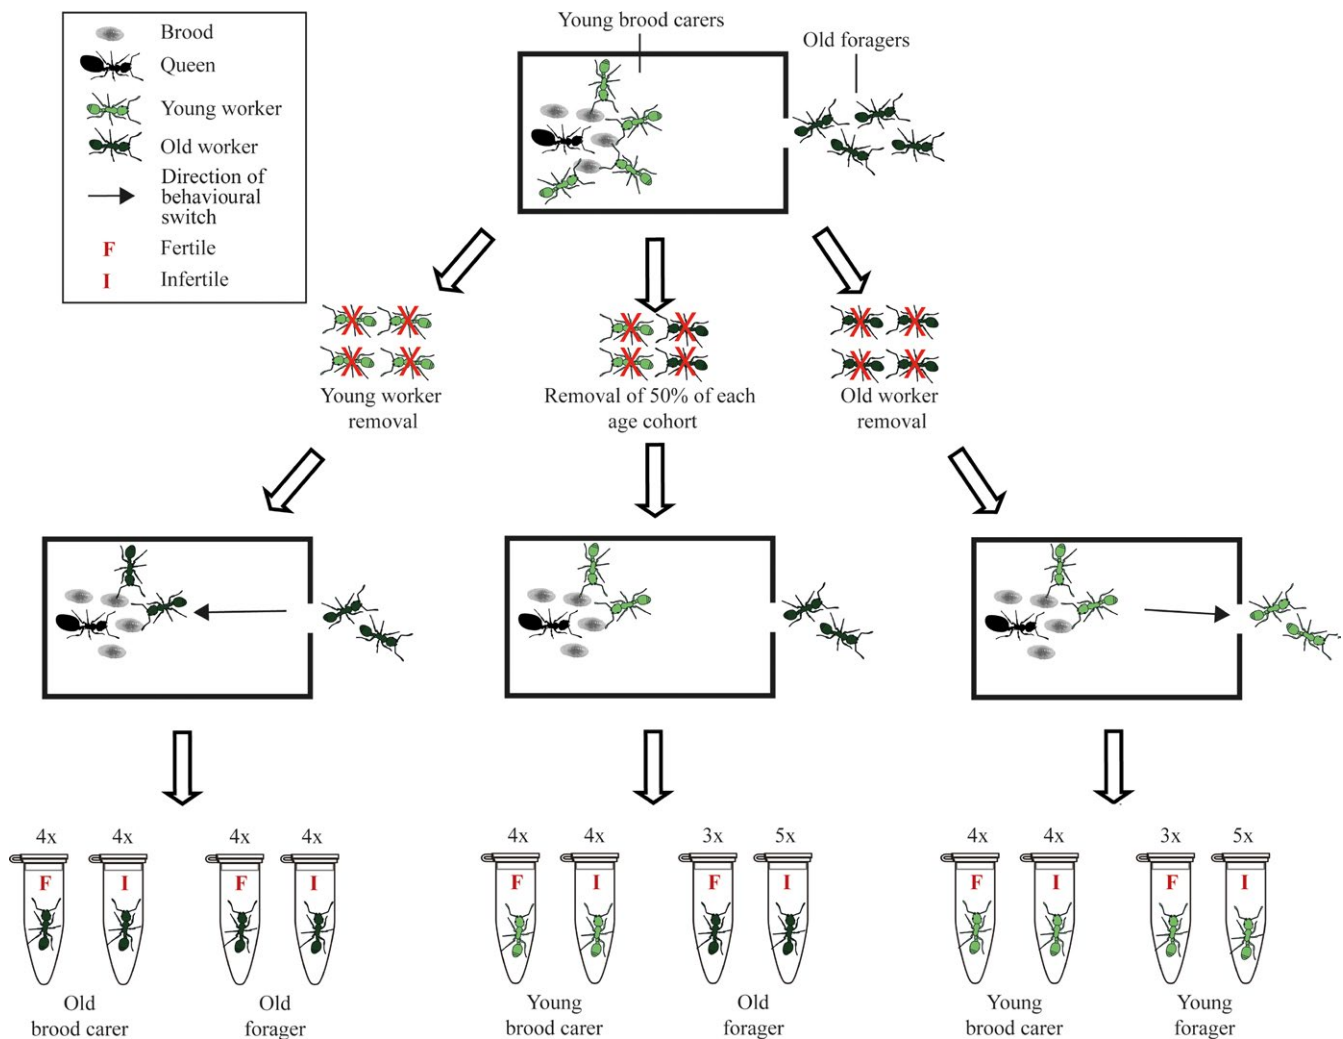 Brood
Queen
Young worker
Old worker
Direction of
behavioural
switch
F Fertile
I Infertile
Young brood carers
Old foragers
Young worker
removal
Removal of 50% of each
age cohort
Old worker
removal
4x 4x 4x 4x 4x 4x 3x 5x 4x 4x 3x 5x
F I F I F I F I F I F I
Old
brood carer
Old
forager
Young
brood carer
Old
forager
Young
brood carer
Young
forager